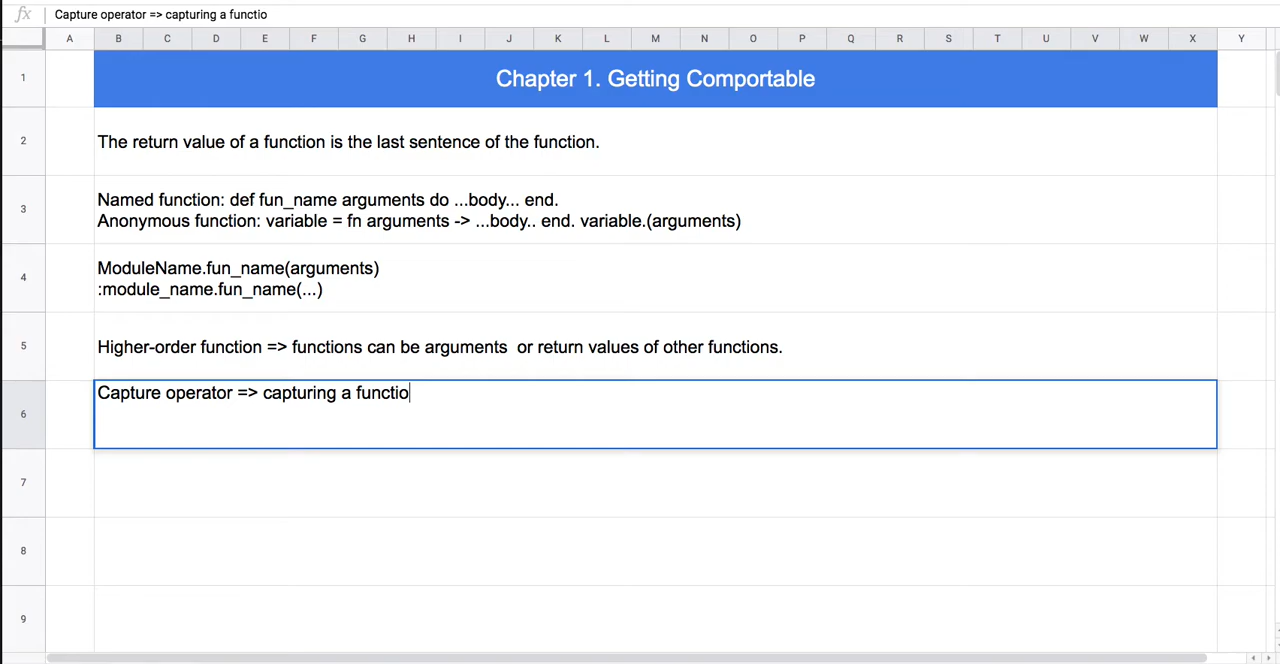 fx Capture operator => capturing a functio
A B C D E F G H I J K L M N O P Q R S T U V W X Y
1 Chapter 1. Getting Comportable
2 The return value of a function is the last sentence of the function.
3 Named function: def fun_name arguments do ...body... end.
Anonymous function: variable = fn arguments -> ...body.. end. variable.(arguments)
4 ModuleName.fun_name(arguments)
:module_name.fun_name(...)
5 Higher-order function => functions can be arguments  or return values of other functions.
6 Capture operator => capturing a functio
7
8
9